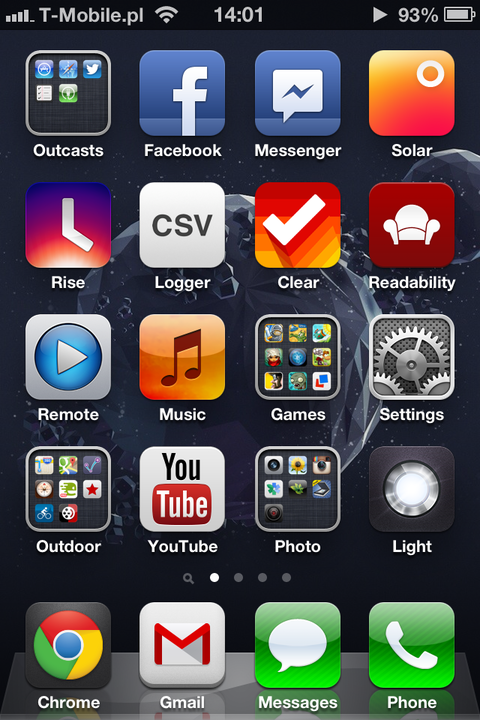 T-Mobile.pl 14:01 93%
Outcasts Facebook Messenger Solar
CSV
Rise Logger Clear Readability
Remote Music Games Settings
You
Tube
Outdoor YouTube Photo Light
Chrome Gmail Messages Phone